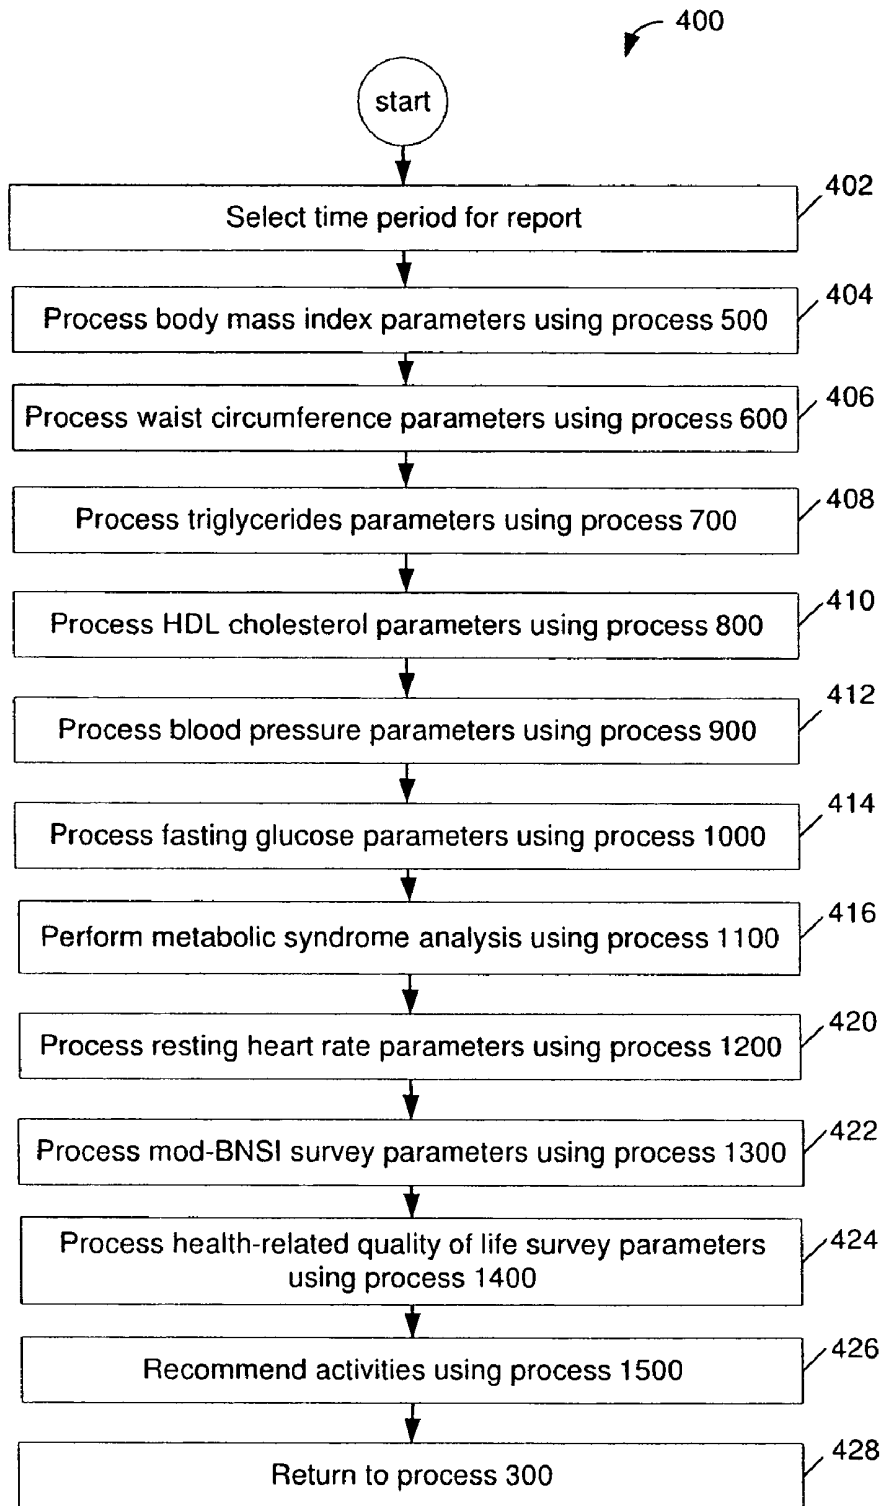 400
start
402
Select time period for report
404
Process body mass index parameters using process 500
406
Process waist circumference parameters using process 600
408
Process triglycerides parameters using process 700
410
Process HDL cholesterol parameters using process 800
412
Process blood pressure parameters using process 900
414
Process fasting glucose parameters using process 1000
416
Perform metabolic syndrome analysis using process 1100
420
Process resting heart rate parameters using process 1200
422
Process mod-BNSI survey parameters using process 1300
424
Process health-related quality of life survey parameters
using process 1400
426
Recommend activities using process 1500
428
Return to process 300